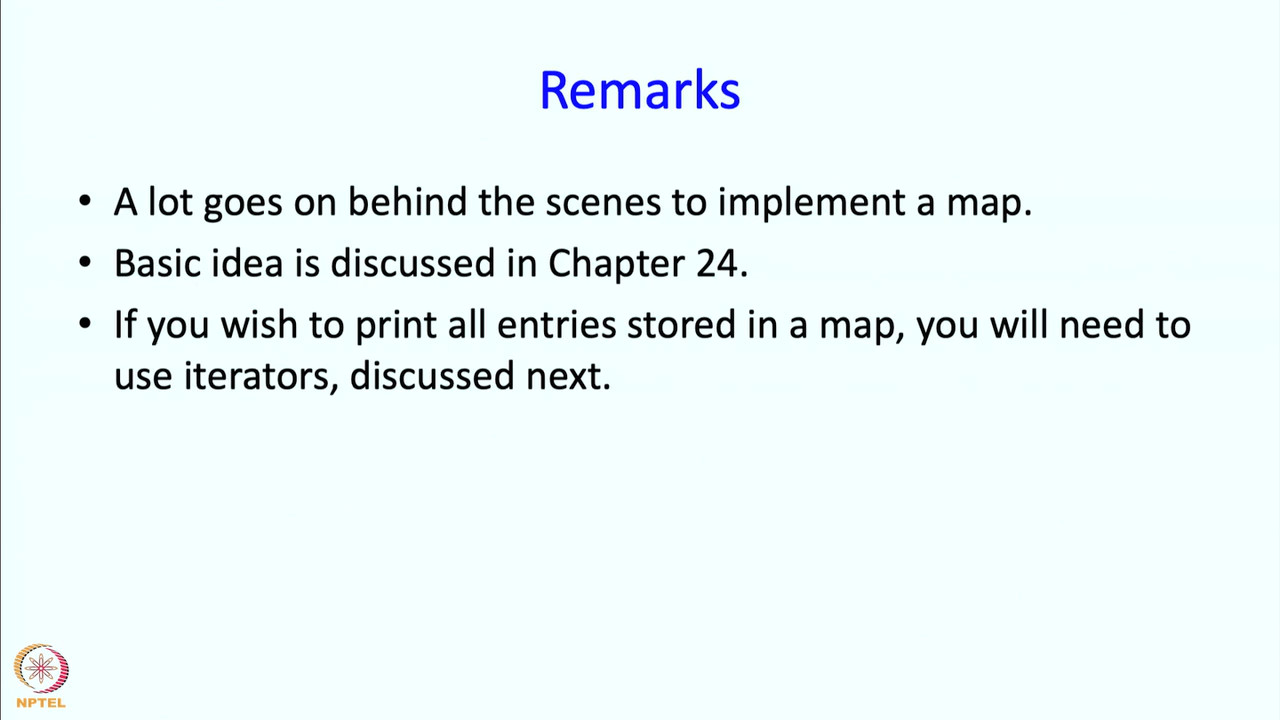 Remarks
• A lot goes on behind the scenes to implement a map.
• Basic idea is discussed in Chapter 24.
• If you wish to print all entries stored in a map, you will need to
use iterators, discussed next.
NPTEL